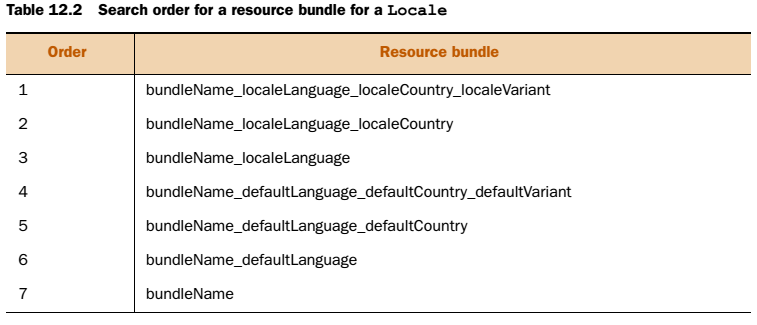 Table 12.2 Search order for a resource bundle for a Locale
Order Resource bundle
1 bundleName_localeLanguage_localeCountry_localeVariant
2 bundleName_localeLanguage_localeCountry
3 bundleName_localeLanguage
4 bundleName_defaultLanguage_defaultCountry_defaultVariant
5 bundleName_defaultLanguage_defaultCountry
6 bundleName_defaultLanguage
7 bundleName